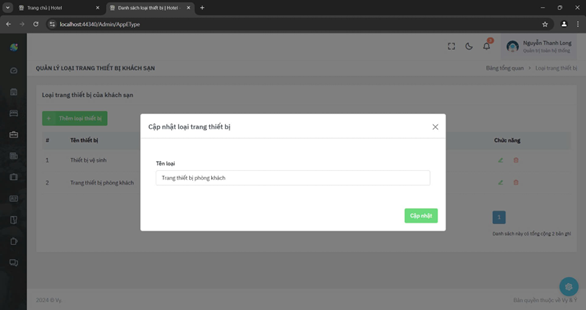 Trang chủ | Hotel
Danh sách loại thiết bị | Hotel
localhost:44340/Admin/AppEType
Nguyễn Thanh Long
Quản trị toàn hệ thống
QUẢN LÝ LOẠI TRANG THIẾT BỊ KHÁCH SẠN
Bảng tổng quan
Loại trang thiết bị
Loại trang thiết bị của khách sạn
+ Thêm loại thiết bị
# Tên thiết bị Chức năng
1 Thiết bị vệ sinh
2 Trang thiết bị phòng khách
Cập nhật loại trang thiết bị
Tên loại
Trang thiết bị phòng khách
Cập nhật
1
Danh sách này có tổng cộng 2 bản ghi
2024 © Vy
Bản quyền thuộc về Vy & Ý